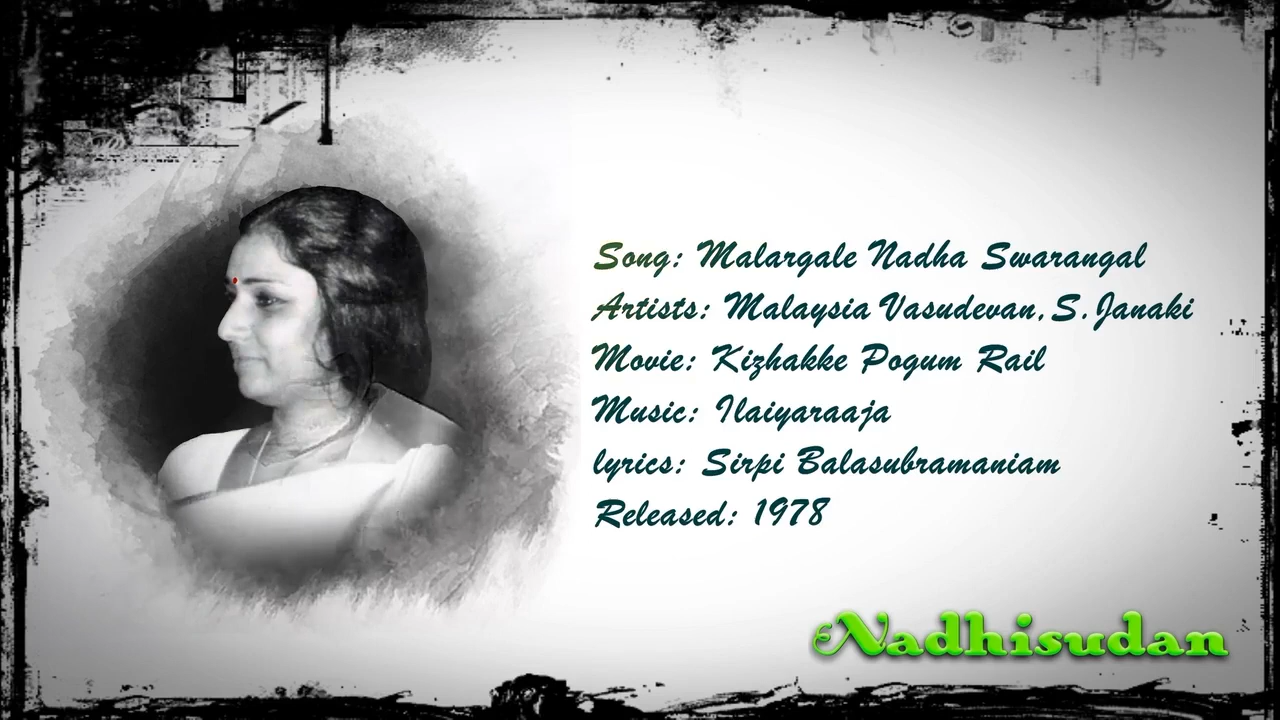 Song: Malargale Nadha Swarangal
Artists: Malaysia Vasudevan, S. Janaki
Movie: Kizhakke Pogum Rail
Music: Ilaiyaraaja
lyrics: Sirpi Balasubramaniam
Released: 1978
Nadhisudan